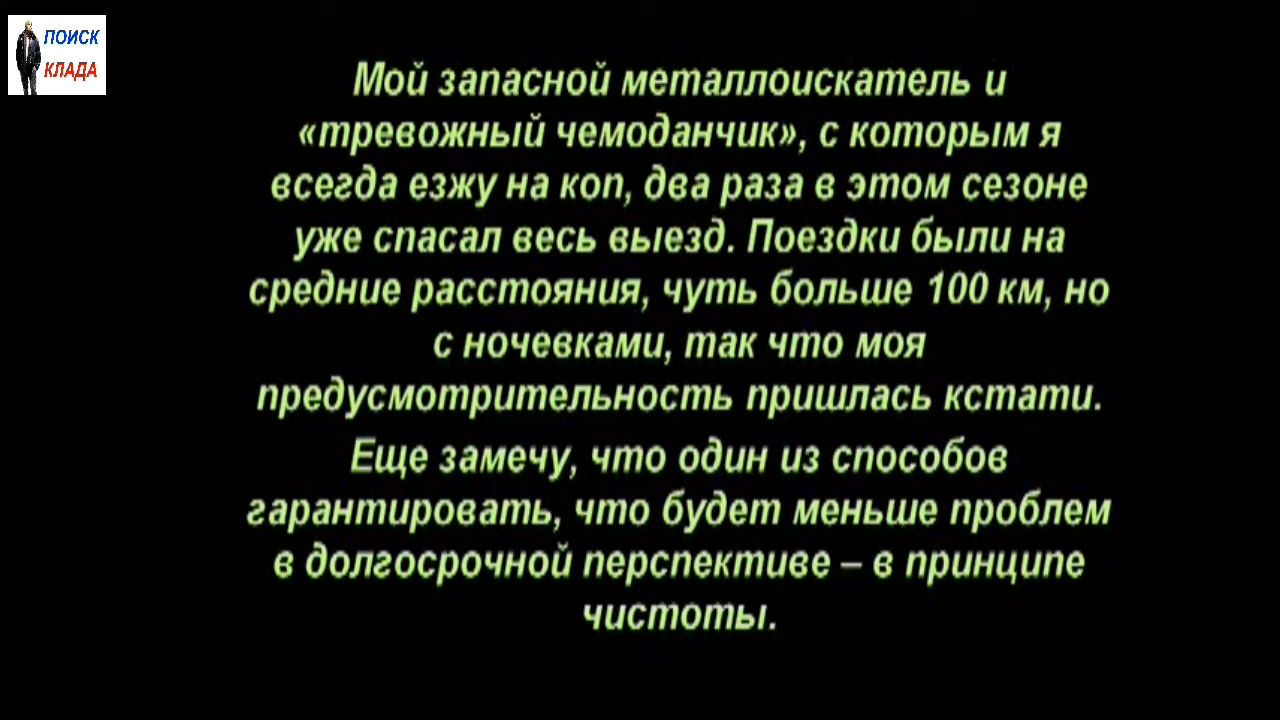 ПОИСК
КЛАДА
Мой запасной металлоискатель и
«тревожный чемоданчик», с которым я
всегда езжу на коп, два раза в этом сезоне
уже спасал весь выезд. Поездки были на
средние расстояния, чуть больше 100 км, но
с ночевками, так что моя
предусмотрительность пришлась кстати.
Еще замечу, что один из способов
гарантировать, что будет меньше проблем
в долгосрочной перспективе – в принципе
чистоты.